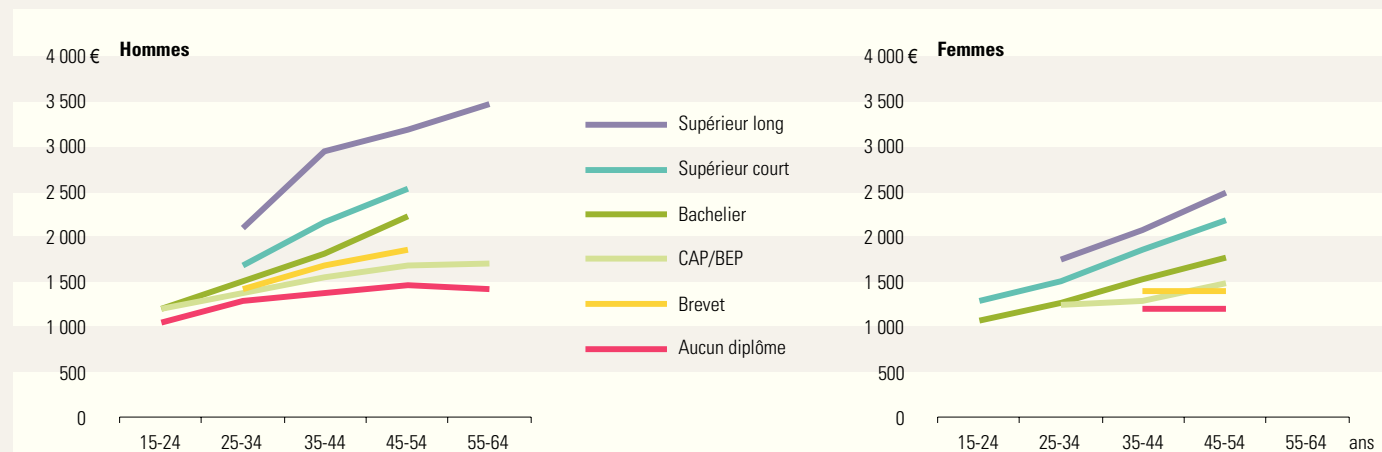 Hommes
4 000 €
3 500
3 000
2 500
2 000
1 500
1 000
500
0
15-24 25-34 35-44 45-54 55-64
Supérieur long
Supérieur court
Bachelier
CAP/BEP
Brevet
Aucun diplôme
Femmes
4 000 €
3 500
3 000
2 500
2 000
1 500
1 000
500
0
15-24 25-34 35-44 45-54 55-64 ans